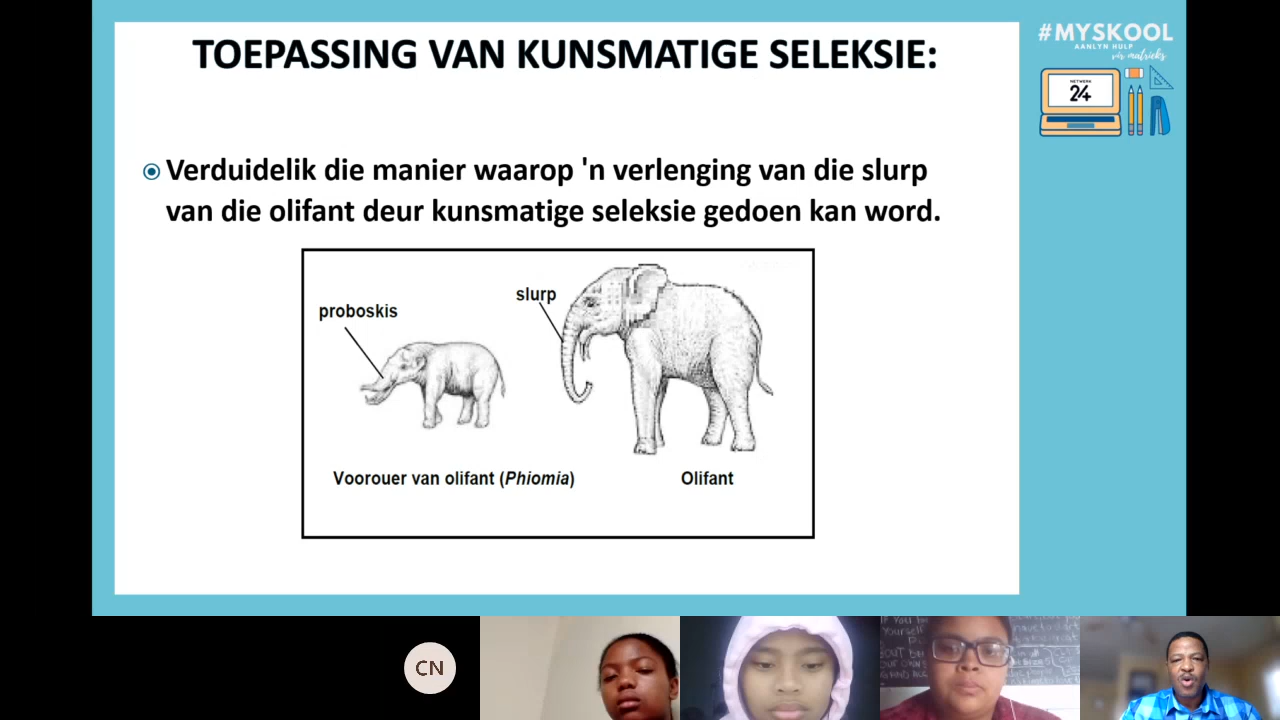 TOEPASSING VAN KUNSMATIGE SELEKSIE:
#MYSKOOL
AANLYN HULP
vir matrieks
NETWERK
24
Verduidelik die manier waarop 'n verlenging van die slurp
van die olifant deur kunsmatige seleksie gedoen kan word.
proboskis
slurp
Voorouer van olifant (Phiomia)
Olifant
CN